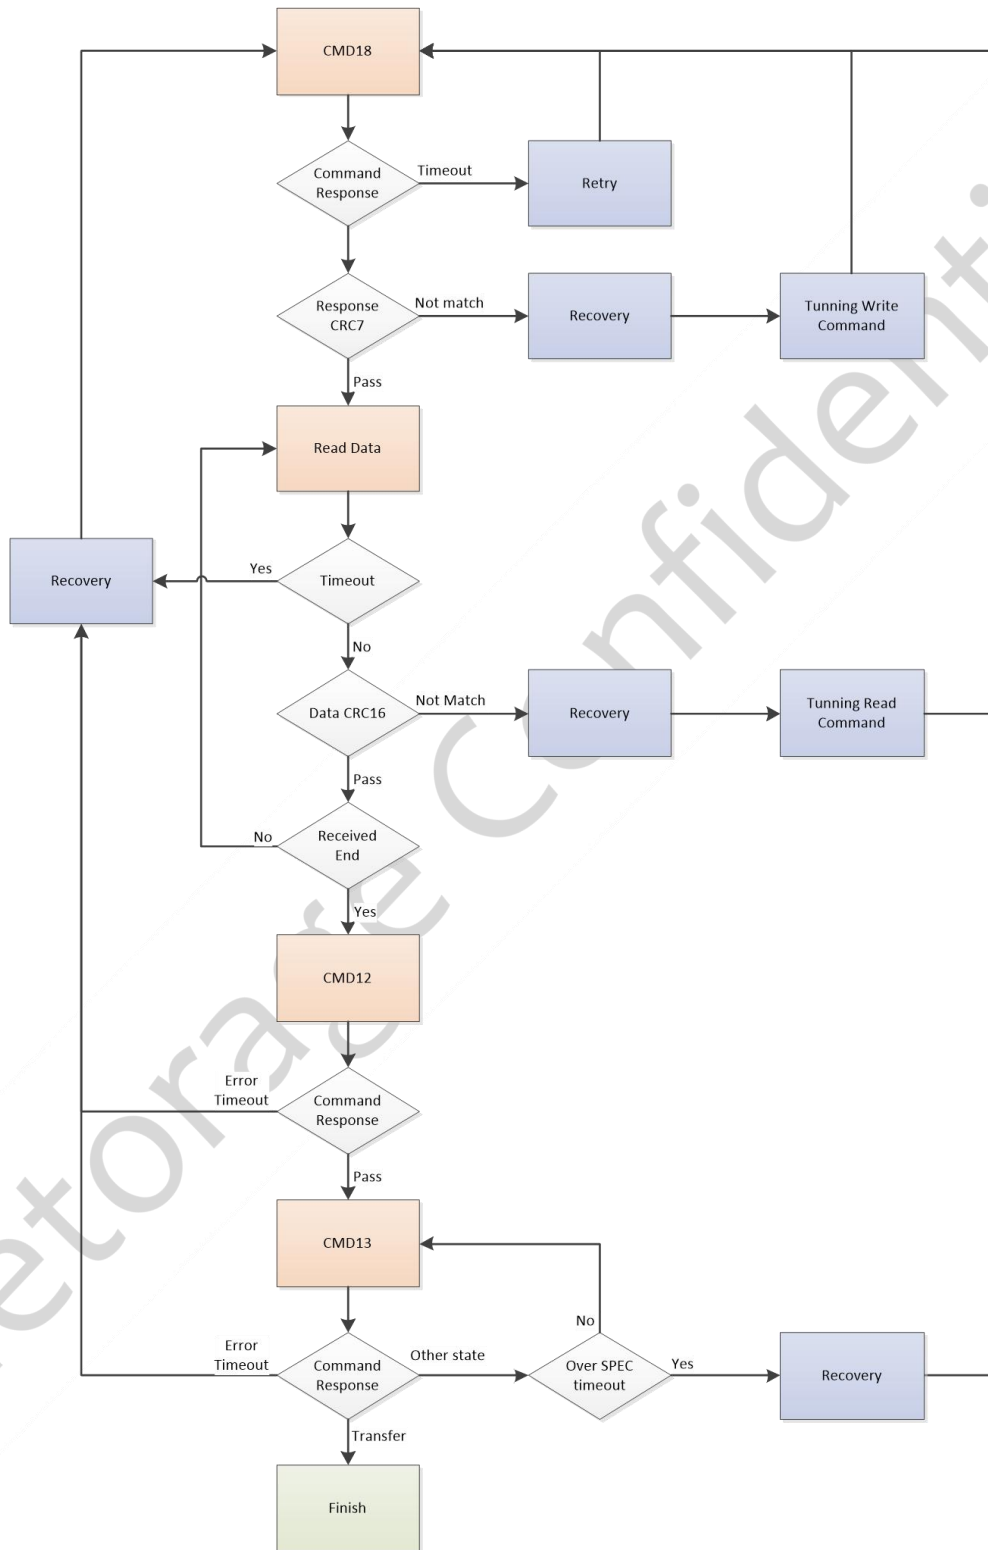 CMD18
Command
Response
Timeout
Retry
Response
CRC7
Not match
Recovery
Tunning Write
Command
Pass
Read Data
Recovery
Yes
Timeout
No
Data CRC16
Not Match
Recovery
Tunning Read
Command
Pass
No
Received
End
Yes
CMD12
Error
Timeout
Command
Response
Pass
CMD13
No
Error
Timeout
Command
Response
Other state
Over SPEC
timeout
Yes
Recovery
Transfer
Finish
etorage Confidenti